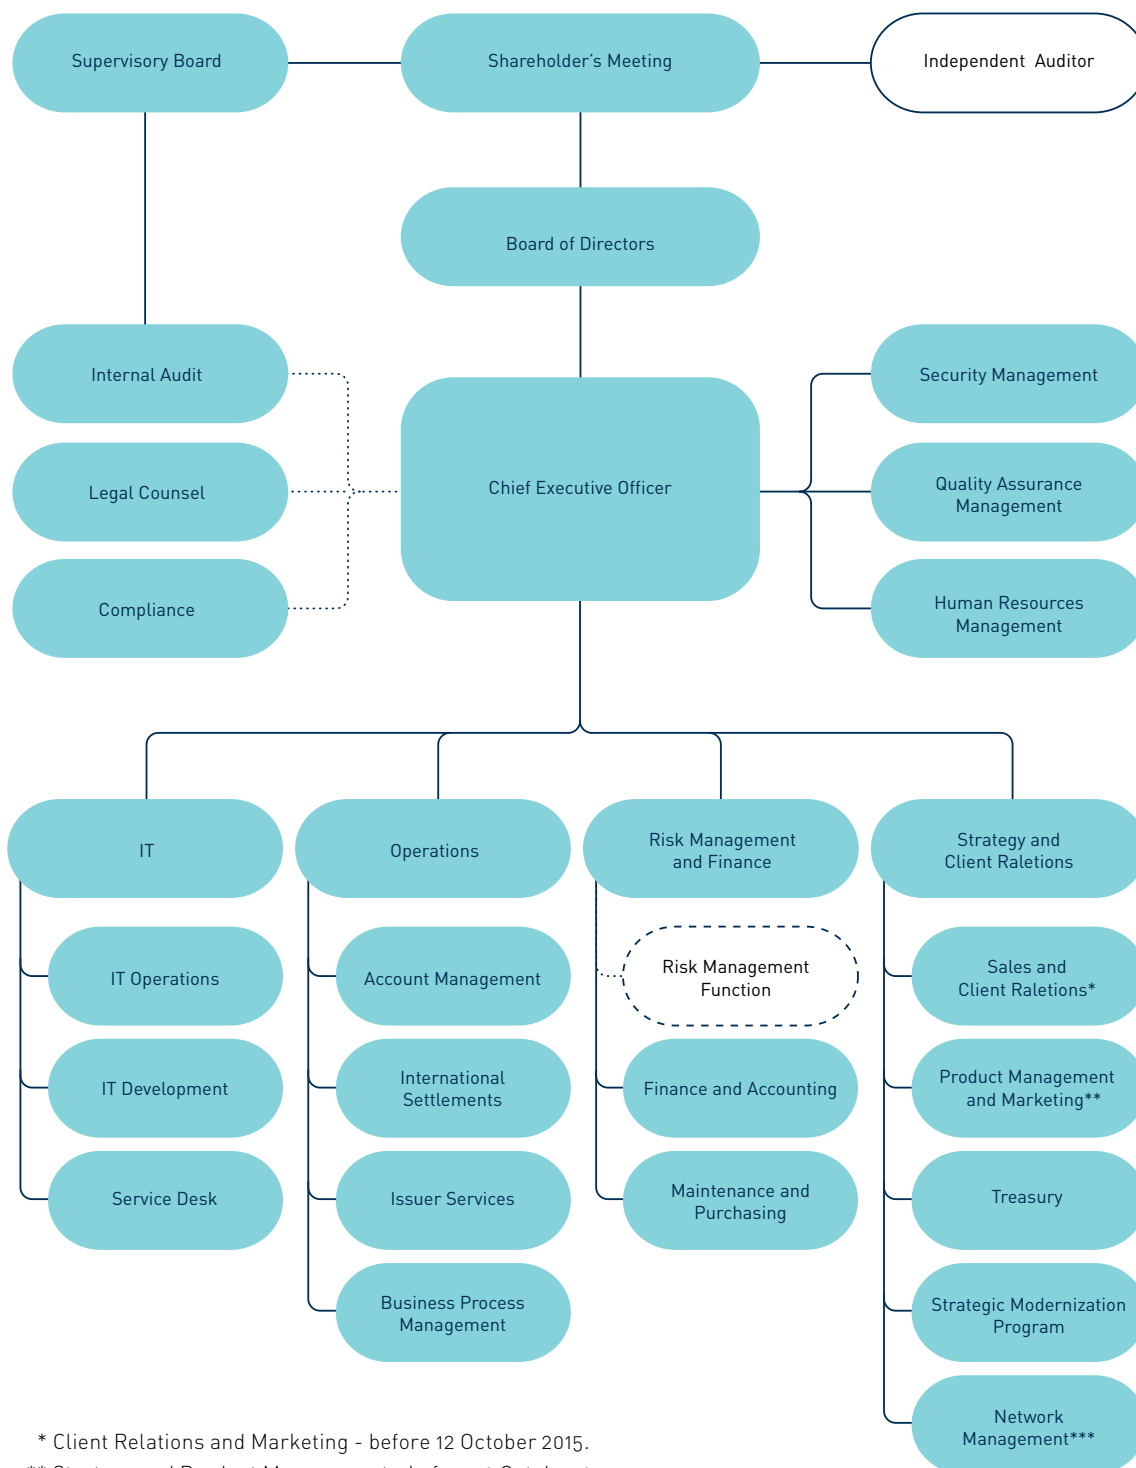 Supervisory Board
Shareholder's Meeting
Independent Auditor
Board of Directors
Internal Audit
Legal Counsel
Compliance
Chief Executive Officer
Security Management
Quality Assurance
Management
Human Resources
Management
IT
Operations
Risk Management
and Finance
Strategy and
Client Raletions
IT Operations
IT Development
Service Desk
Account Management
International
Settlements
Issuer Services
Business Process
Management
Risk Management
Function
Finance and Accounting
Maintenance and
Purchasing
Sales and
Client Raletions*
Product Management
and Marketing**
Treasury
Strategic Modernization
Program
Network
Management***
* Client Relations and Marketing - before 12 October 2015.